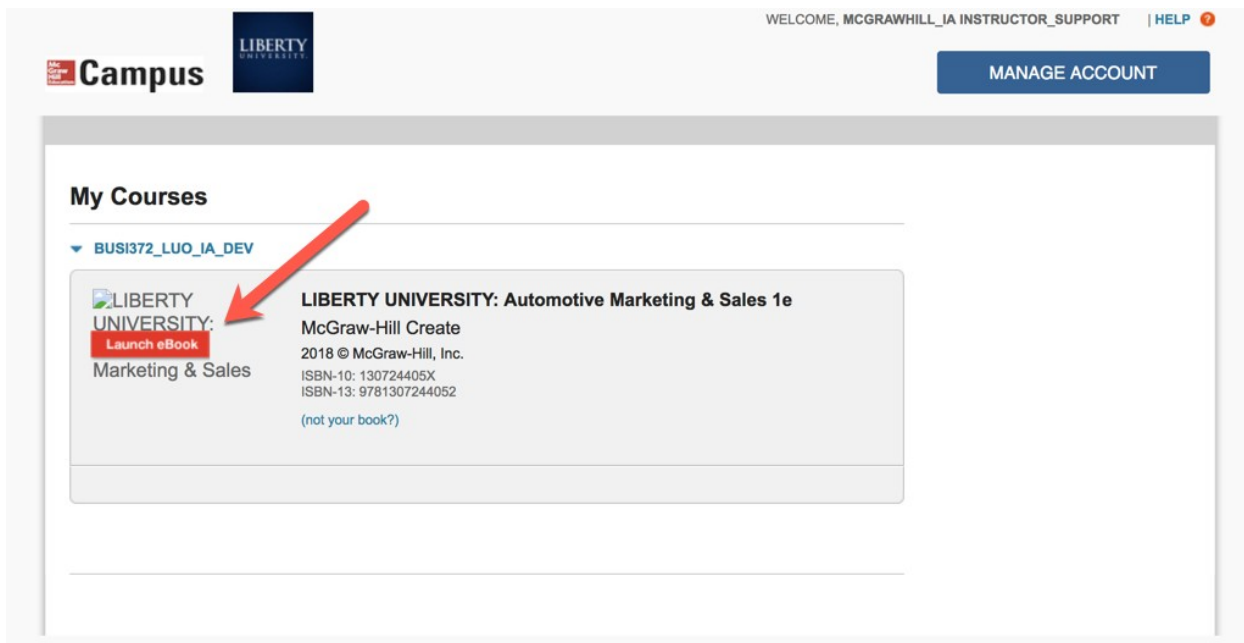 WELCOME, MCGRAWHILL_IA INSTRUCTOR_SUPPORT | HELP ?
Mc Graw Hill Education Campus
LIBERTY
UNIVERSITY.
MANAGE ACCOUNT
My Courses
BUSI372_LUO_IA_DEV
LIBERTY
UNIVERSITY:
Launch eBook
Marketing & Sales
LIBERTY UNIVERSITY: Automotive Marketing & Sales 1e
McGraw-Hill Create
2018 © McGraw-Hill, Inc.
ISBN-10: 130724405X
ISBN-13: 9781307244052
(not your book?)